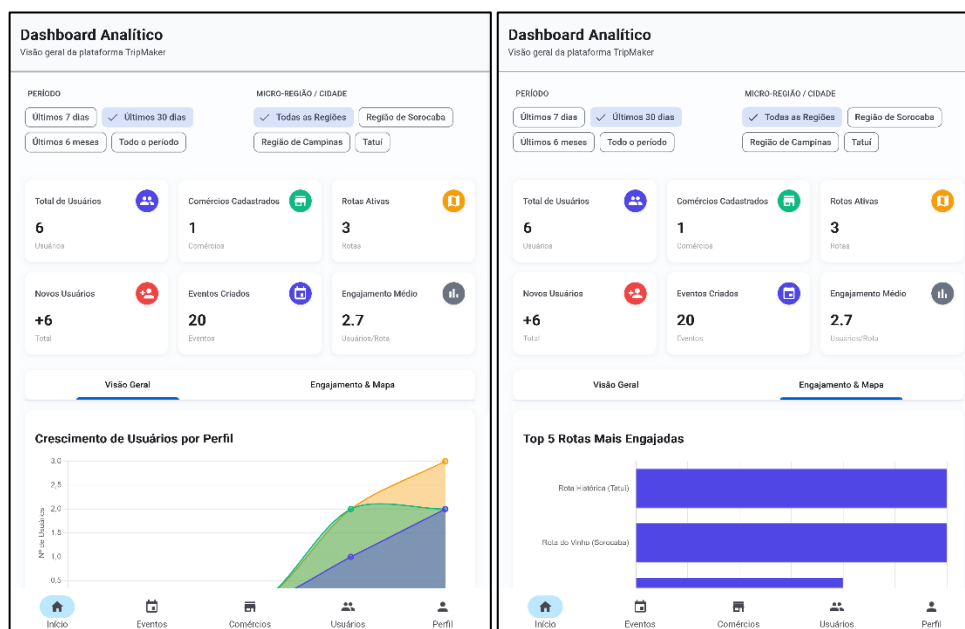 Dashboard Analítico
Visão geral da plataforma TripMaker
PERÍODO
MICRO-REGIÃO / CIDADE
Últimos 7 dias
Últimos 30 dias
Todas as Regiões
Região de Sorocaba
Últimos 6 meses
Todo o período
Região de Campinas
Tatuí
Total de Usuários
Comércios Cadastrados
Rotas Ativas
6
1
3
Usuários
Comércios
Rotas
Novos Usuários
Eventos Criados
Engajamento Médio
+6
20
2.7
Total
Eventos
Usuários/Rota
Visão Geral
Engajamento & Mapa
Crescimento de Usuários por Perfil
3,0
2,5
2,0
1,5
1,0
0,5
Nº de Usuários
Início
Eventos
Comércios
Usuários
Perfil
Dashboard Analítico
Visão geral da plataforma TripMaker
PERÍODO
MICRO-REGIÃO / CIDADE
Últimos 7 dias
Últimos 30 dias
Todas as Regiões
Região de Sorocaba
Últimos 6 meses
Todo o período
Região de Campinas
Tatuí
Total de Usuários
Comércios Cadastrados
Rotas Ativas
6
1
3
Usuários
Comércios
Rotas
Novos Usuários
Eventos Criados
Engajamento Médio
+6
20
2.7
Total
Eventos
Usuários/Rota
Visão Geral
Engajamento & Mapa
Top 5 Rotas Mais Engajadas
Rota Histórica (Tatuí)
Rota do Vinho (Sorocaba)
Início
Eventos
Comércios
Usuários
Perfil